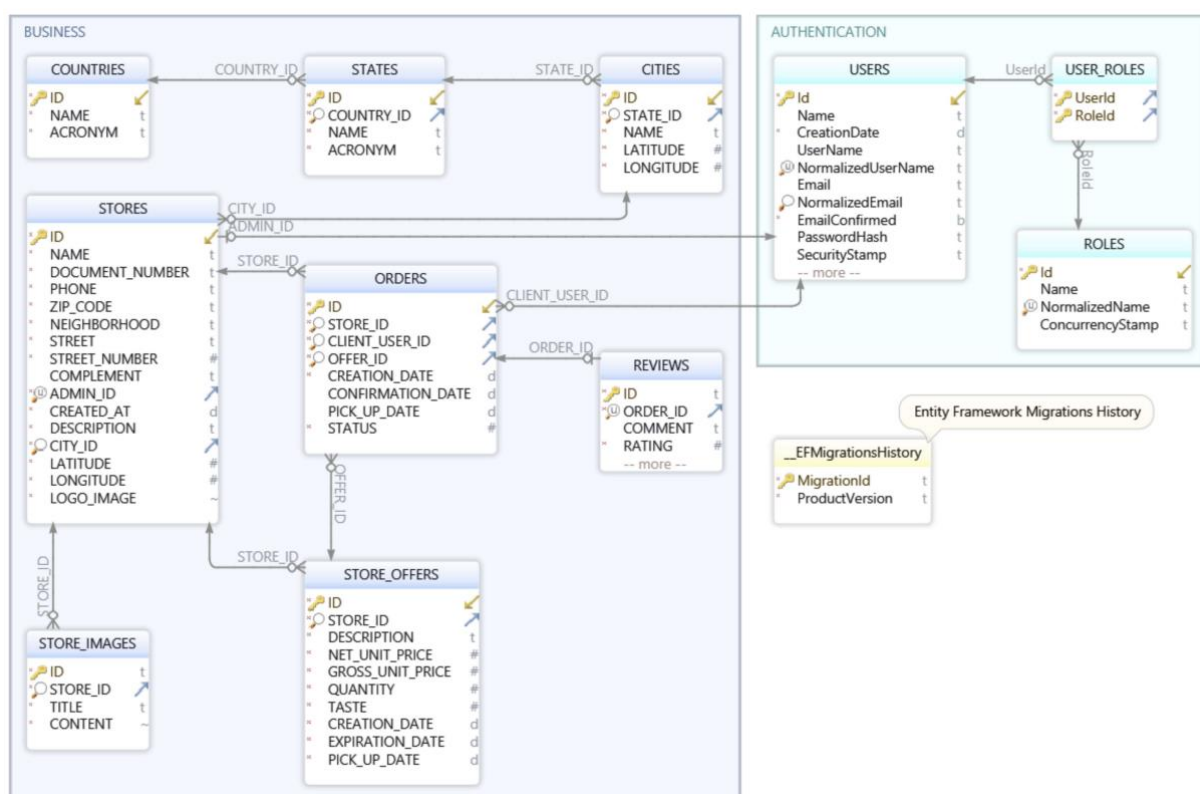 BUSINESS
COUNTRIES
ID
NAME t
ACRONYM t
COUNTRY_ID
STATES
ID
COUNTRY_ID
NAME t
ACRONYM t
STATE_ID
CITIES
ID
STATE_ID
NAME t
LATITUDE #
LONGITUDE #
STORES
ID
NAME t
DOCUMENT_NUMBER t
PHONE t
ZIP_CODE t
NEIGHBORHOOD t
STREET t
STREET_NUMBER #
COMPLEMENT t
ADMIN_ID
CREATED_AT d
DESCRIPTION t
CITY_ID
LATITUDE #
LONGITUDE #
LOGO_IMAGE ~
CITY_ID
ADMIN_ID
STORE_ID
ORDERS
ID
STORE_ID
CLIENT_USER_ID
OFFER_ID
CREATION_DATE d
CONFIRMATION_DATE d
PICK_UP_DATE d
STATUS #
CLIENT_USER_ID
ORDER_ID
REVIEWS
ID t
ORDER_ID
COMMENT t
RATING #
-- more --
OFFER_ID
STORE_ID
STORE_OFFERS
ID
STORE_ID
DESCRIPTION t
NET_UNIT_PRICE #
GROSS_UNIT_PRICE #
QUANTITY #
TASTE #
CREATION_DATE d
EXPIRATION_DATE d
PICK_UP_DATE d
STORE_ID
STORE_IMAGES
ID t
STORE_ID
TITLE t
CONTENT ~
AUTHENTICATION
USERS
Id
Name t
CreationDate d
UserName t
NormalizedUserName t
Email t
NormalizedEmail t
EmailConfirmed b
PasswordHash t
SecurityStamp t
-- more --
UserId
USER_ROLES
UserId
RoleId
RoleId
ROLES
Id
Name t
NormalizedName t
ConcurrencyStamp t
Entity Framework Migrations History
__EFMigrationsHistory
MigrationId t
ProductVersion t